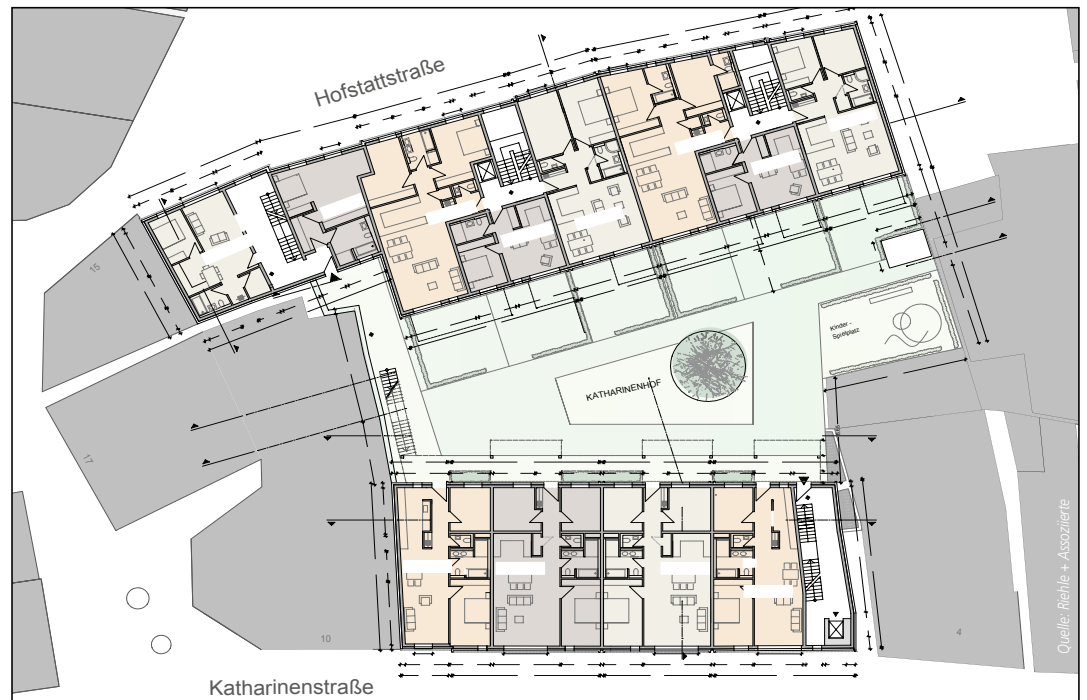 Hofstattstraße
15
Kinder -
Spielplatz
KATHARINENHOF
17
10
4
Katharinenstraße
Quelle: Riehle + Assoziierte